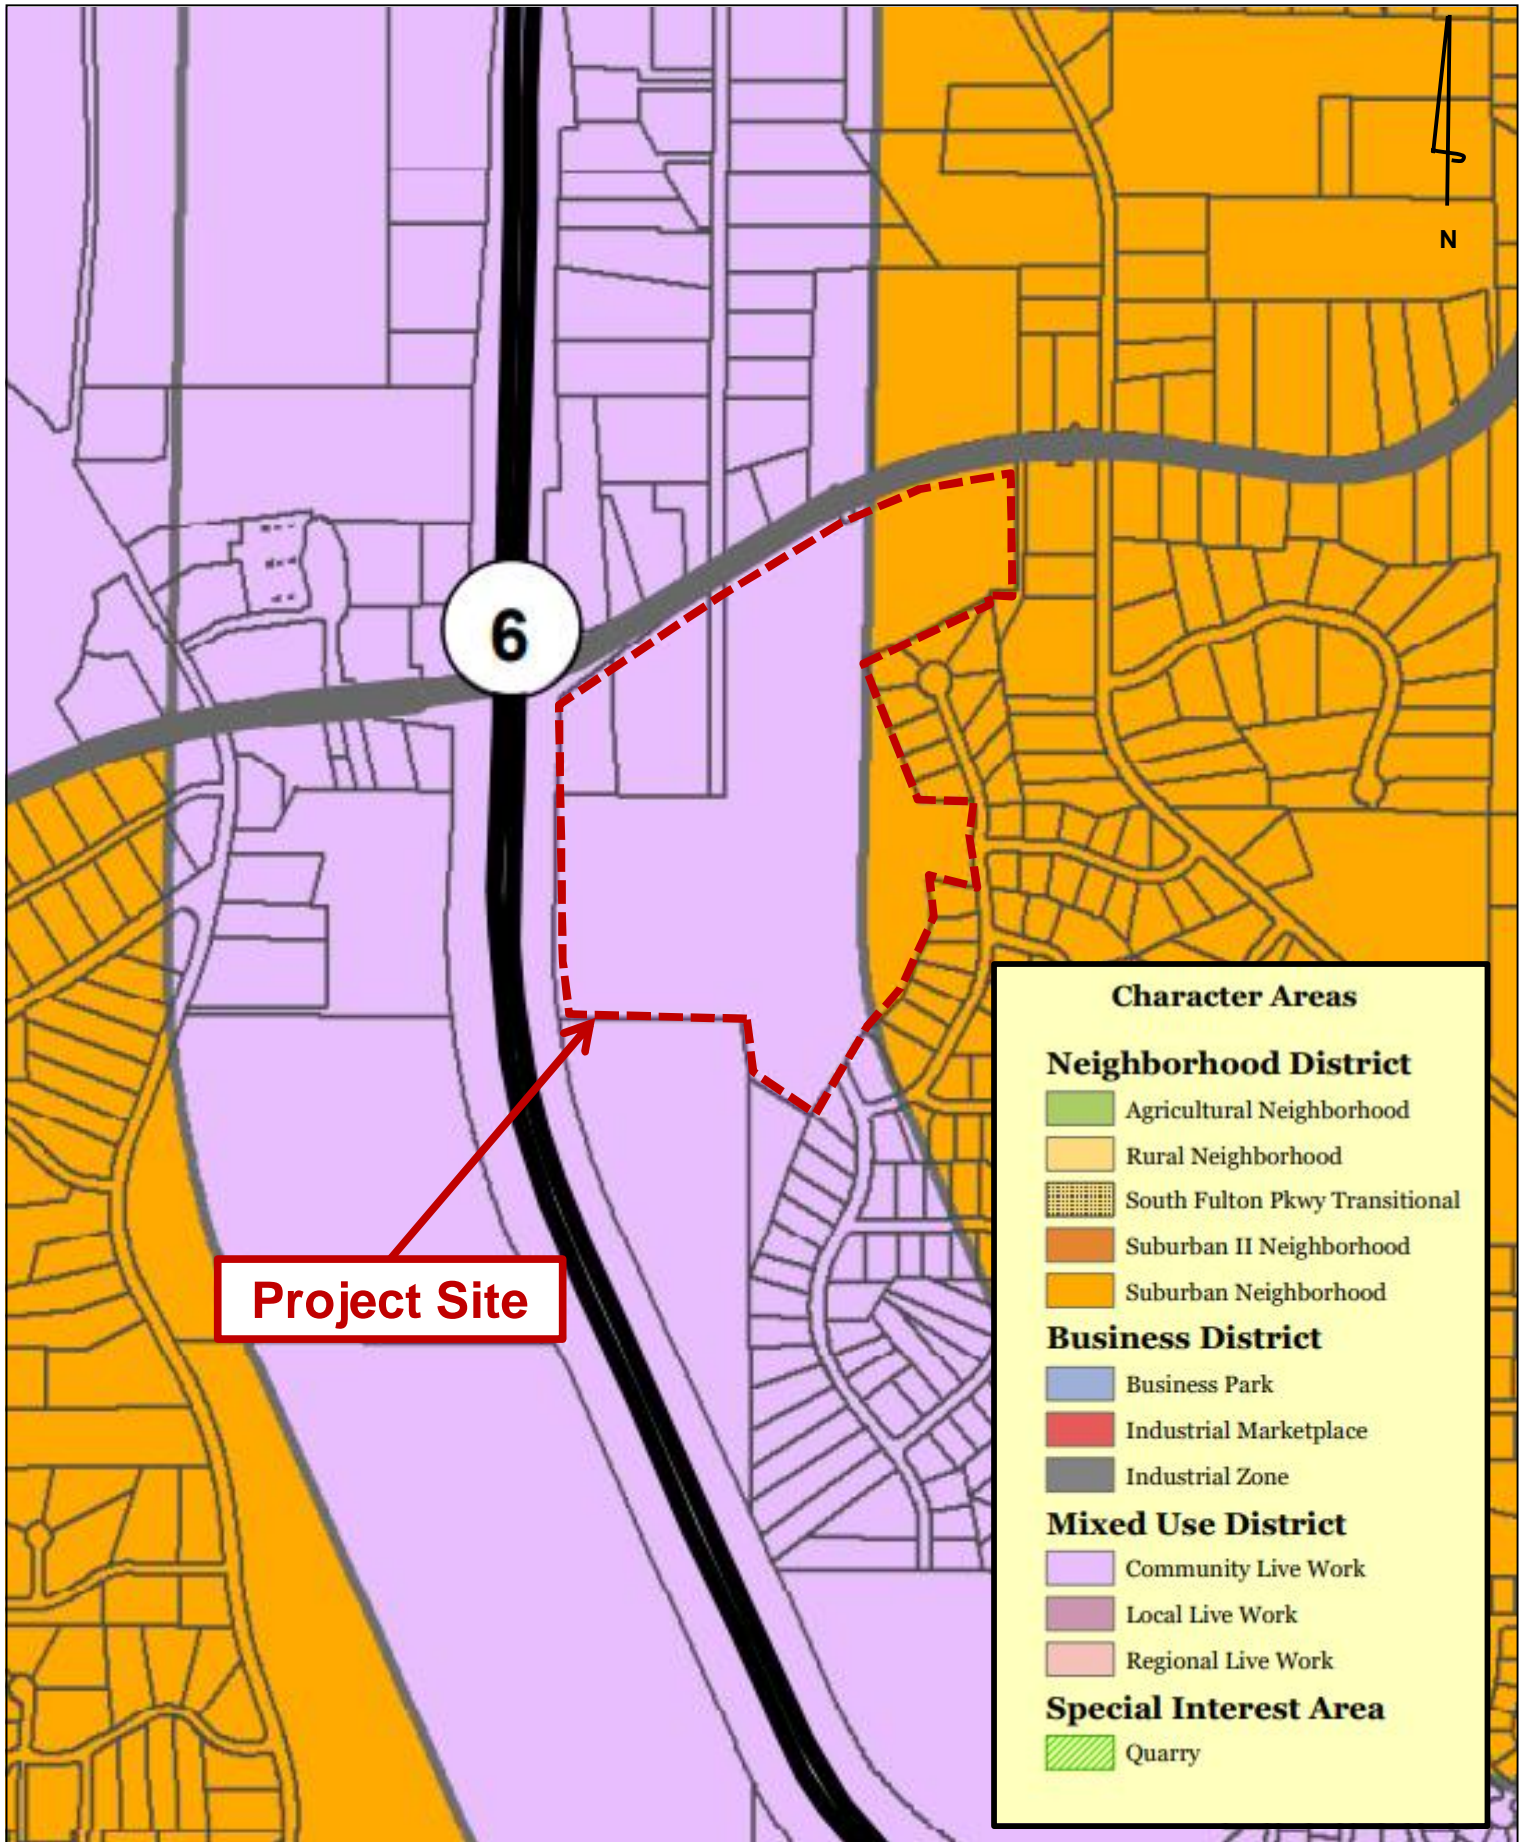 N
6
Project Site
Character Areas
Neighborhood District
Agricultural Neighborhood
Rural Neighborhood
South Fulton Pkwy Transitional
Suburban II Neighborhood
Suburban Neighborhood
Business District
Business Park
Industrial Marketplace
Industrial Zone
Mixed Use District
Community Live Work
Local Live Work
Regional Live Work
Special Interest Area
Quarry